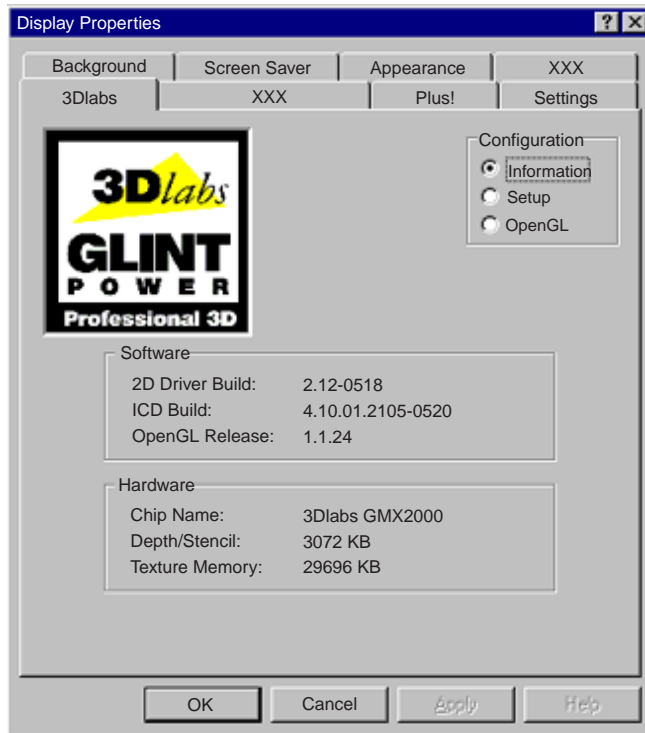 Display Properties
Background Screen Saver Appearance XXX
3Dlabs XXX Plus! Settings
3Dlabs
GLINT
POWER
Professional 3D
Configuration
Information
Setup
OpenGL
Software
2D Driver Build: 2.12-0518
ICD Build: 4.10.01.2105-0520
OpenGL Release: 1.1.24
Hardware
Chip Name: 3Dlabs GMX2000
Depth/Stencil: 3072 KB
Texture Memory: 29696 KB
OK Cancel Apply Help